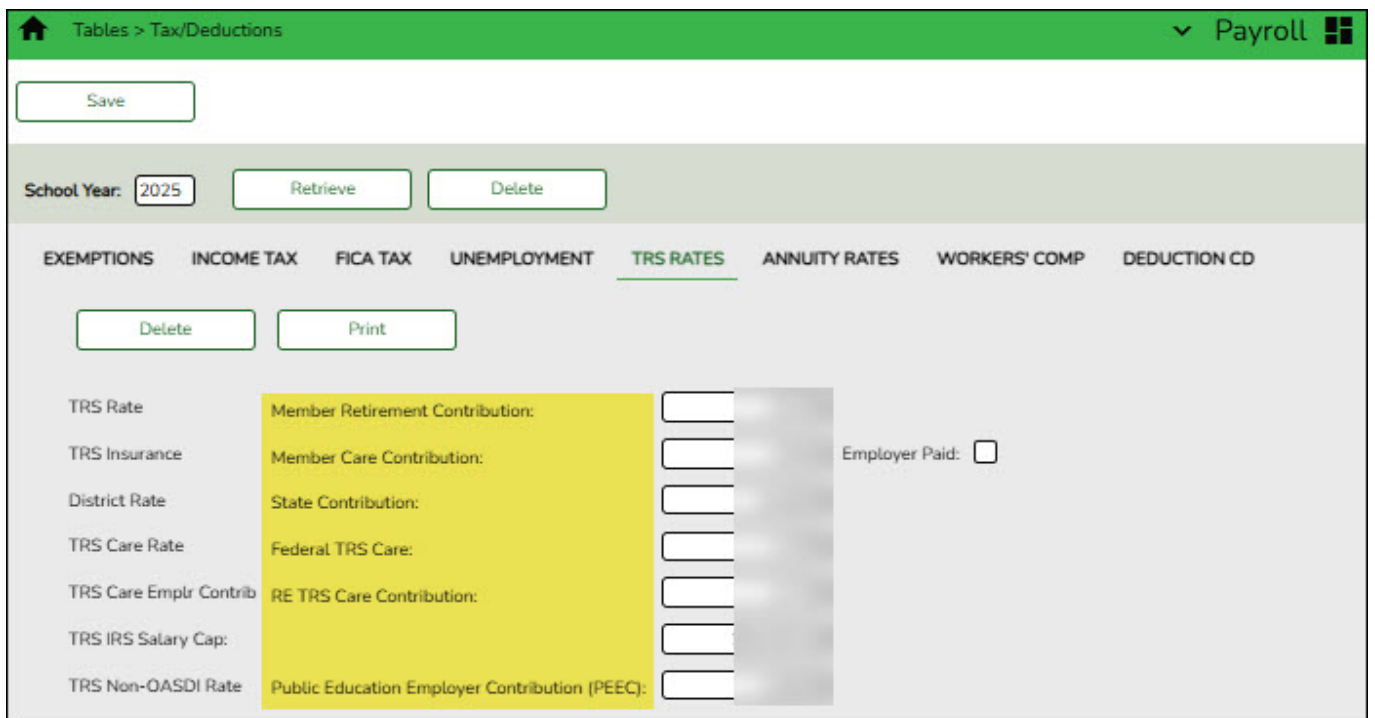 Tables > Tax/Deductions Payroll
Save
School Year: 2025 Retrieve Delete
EXEMPTIONS INCOME TAX FICA TAX UNEMPLOYMENT TRS RATES ANNUITY RATES WORKERS' COMP DEDUCTION CD
Delete Print
TRS Rate Member Retirement Contribution:
TRS Insurance Member Care Contribution: Employer Paid:
District Rate State Contribution:
TRS Care Rate Federal TRS Care:
TRS Care Emplr Contrib RE TRS Care Contribution:
TRS IRS Salary Cap:
TRS Non-OASDI Rate Public Education Employer Contribution (PEEC):